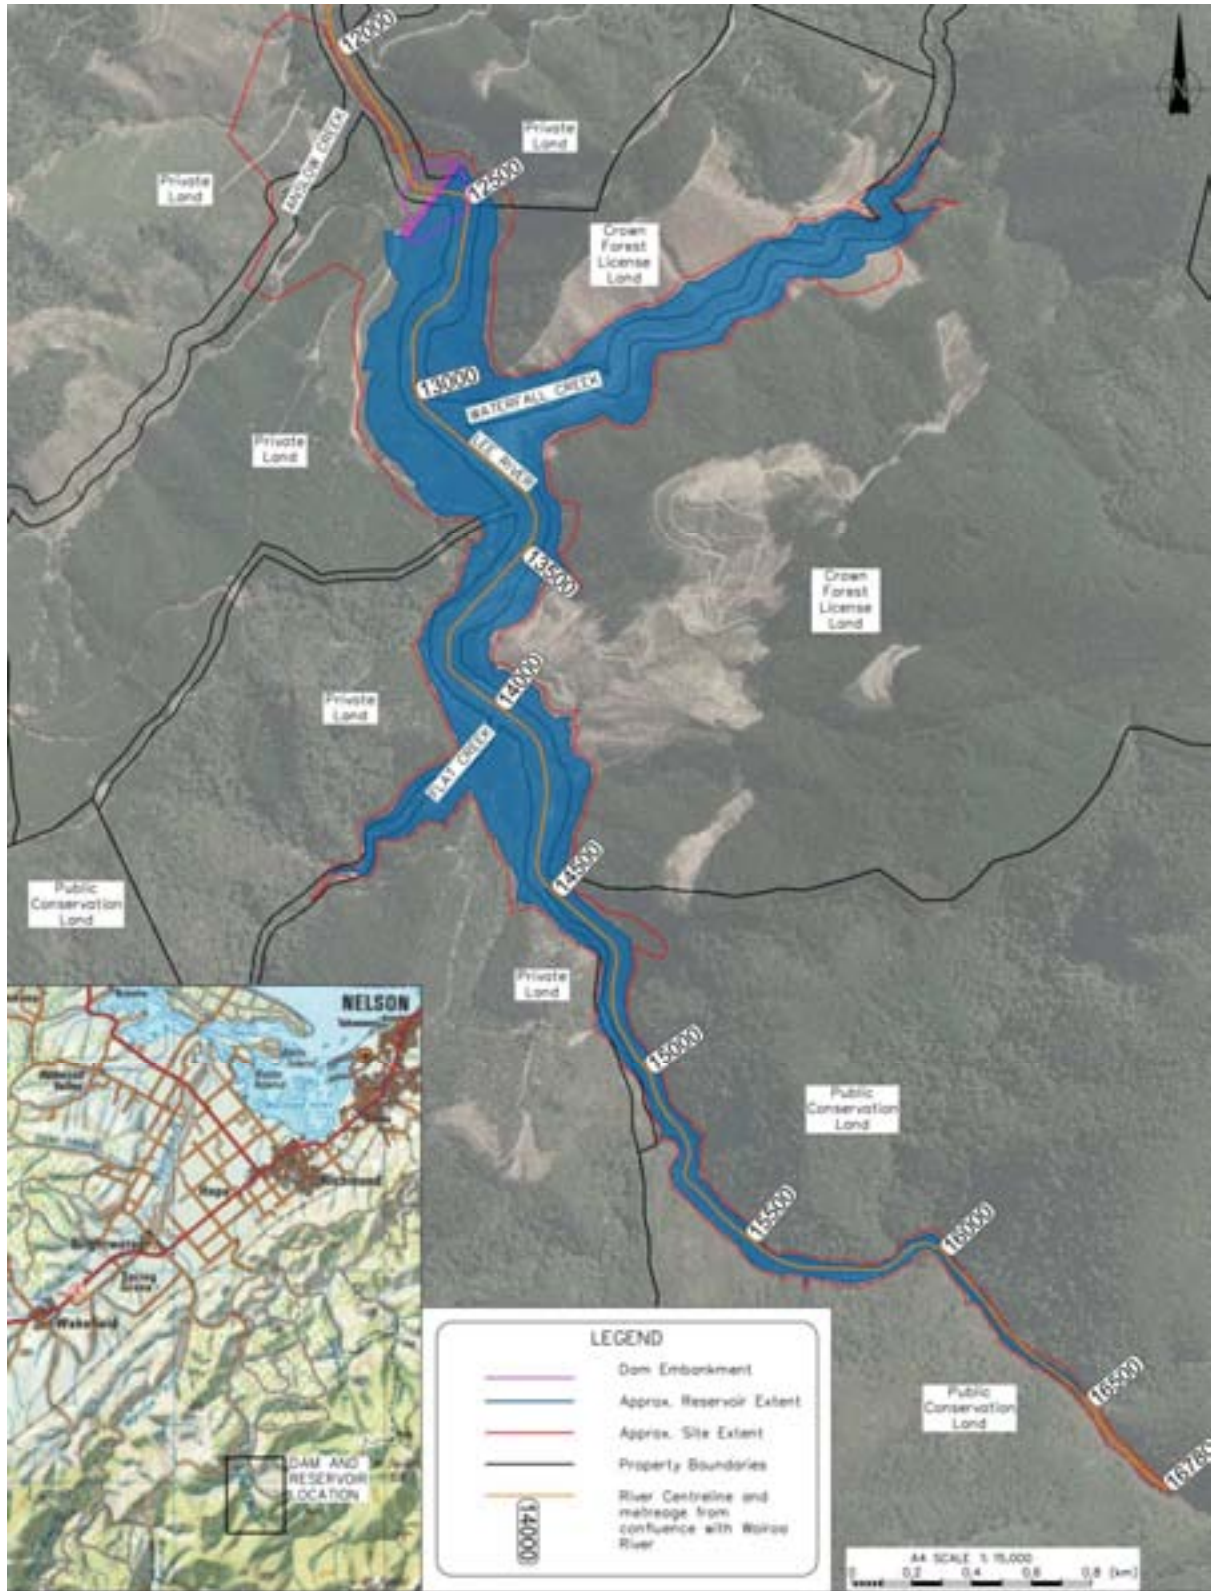 12000
MOROW CREEK
Private
Land
Private
Land
12500
Crown
Forest
License
Land
13000
WATERFALL CREEK
LEE RIVER
Private
Land
13500
Crown
Forest
License
Land
14000
Private
Land
FLAT CREEK
14500
Public
Conservation
Land
Private
Land
15000
Public
Conservation
Land
15500
16000
16500
Public
Conservation
Land
16760
NELSON
Richmond
Hope
Brightwater
Spring
Grove
Wakefield
DAM AND
RESERVOIR
LOCATION
LEGEND
Dam Embankment
Approx. Reservoir Extent
Approx. Site Extent
Property Boundaries
14000
River Centreline and
metreage from
confluence with Wairoa
River
A4 SCALE 1:15,000
0 0,2 0,4 0,6 0,8 (km)